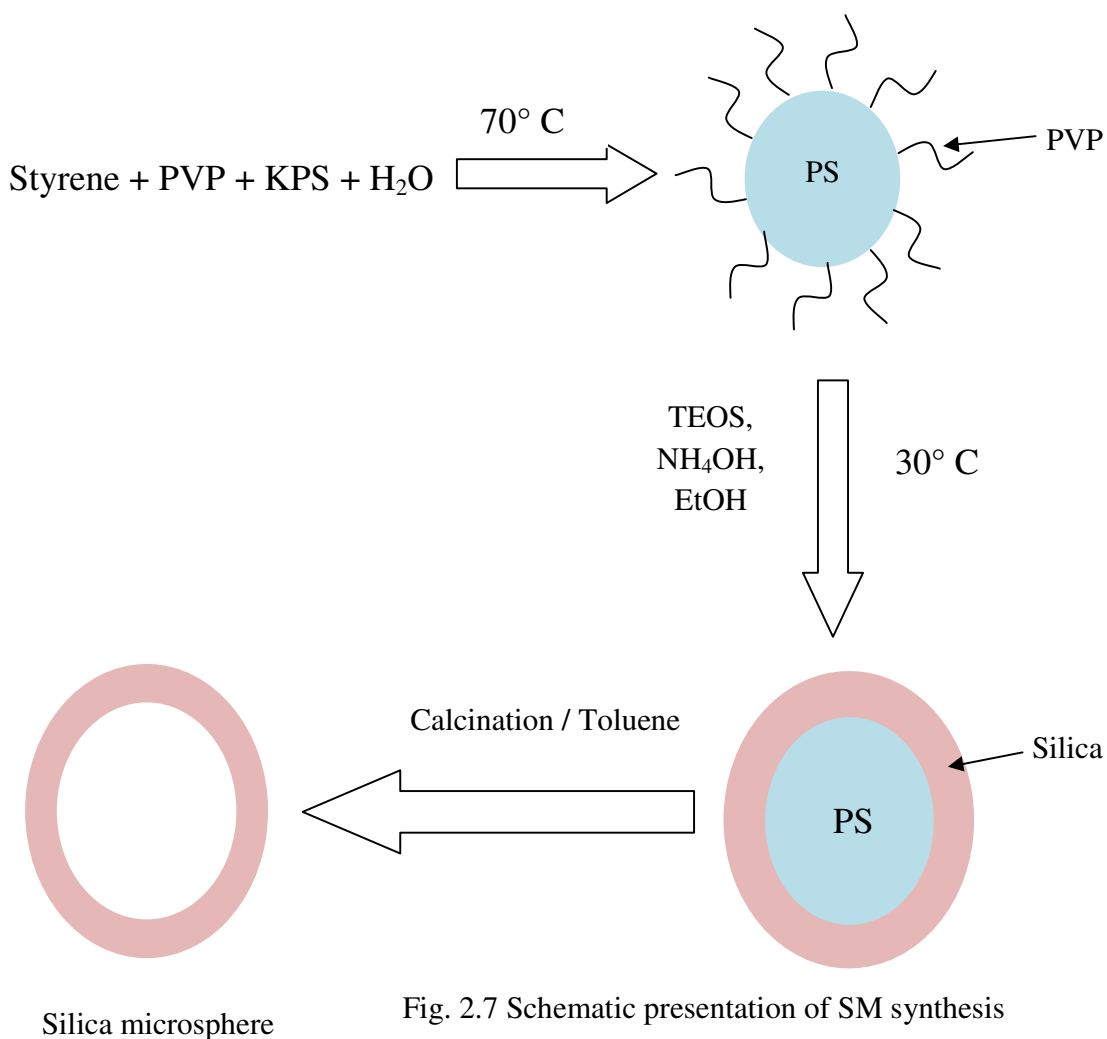 70° C
Styrene + PVP + KPS + H₂O
PS
PVP
TEOS,
NH₄OH,
EtOH
30° C
Calcination / Toluene
Silica
PS
Silica microsphere
Fig. 2.7 Schematic presentation of SM synthesis